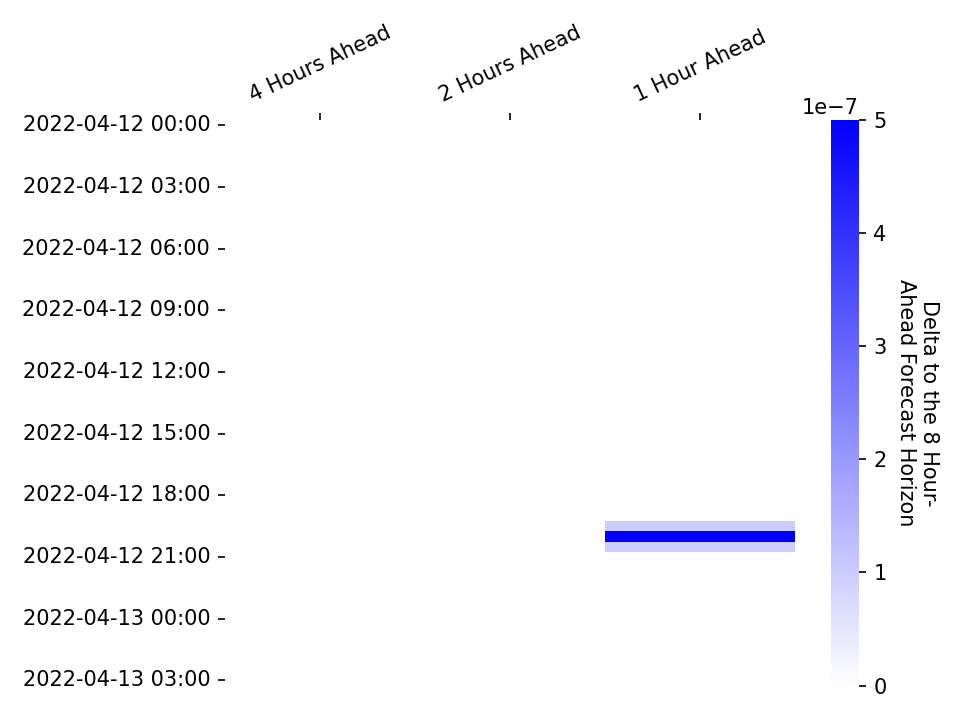 4 Hours Ahead
2 Hours Ahead
1 Hour Ahead
2022-04-12 00:00
2022-04-12 03:00
2022-04-12 06:00
2022-04-12 09:00
2022-04-12 12:00
2022-04-12 15:00
2022-04-12 18:00
2022-04-12 21:00
2022-04-13 00:00
2022-04-13 03:00
1e−7
5
4
3
2
1
0
Delta to the 8 Hour-
Ahead Forecast Horizon